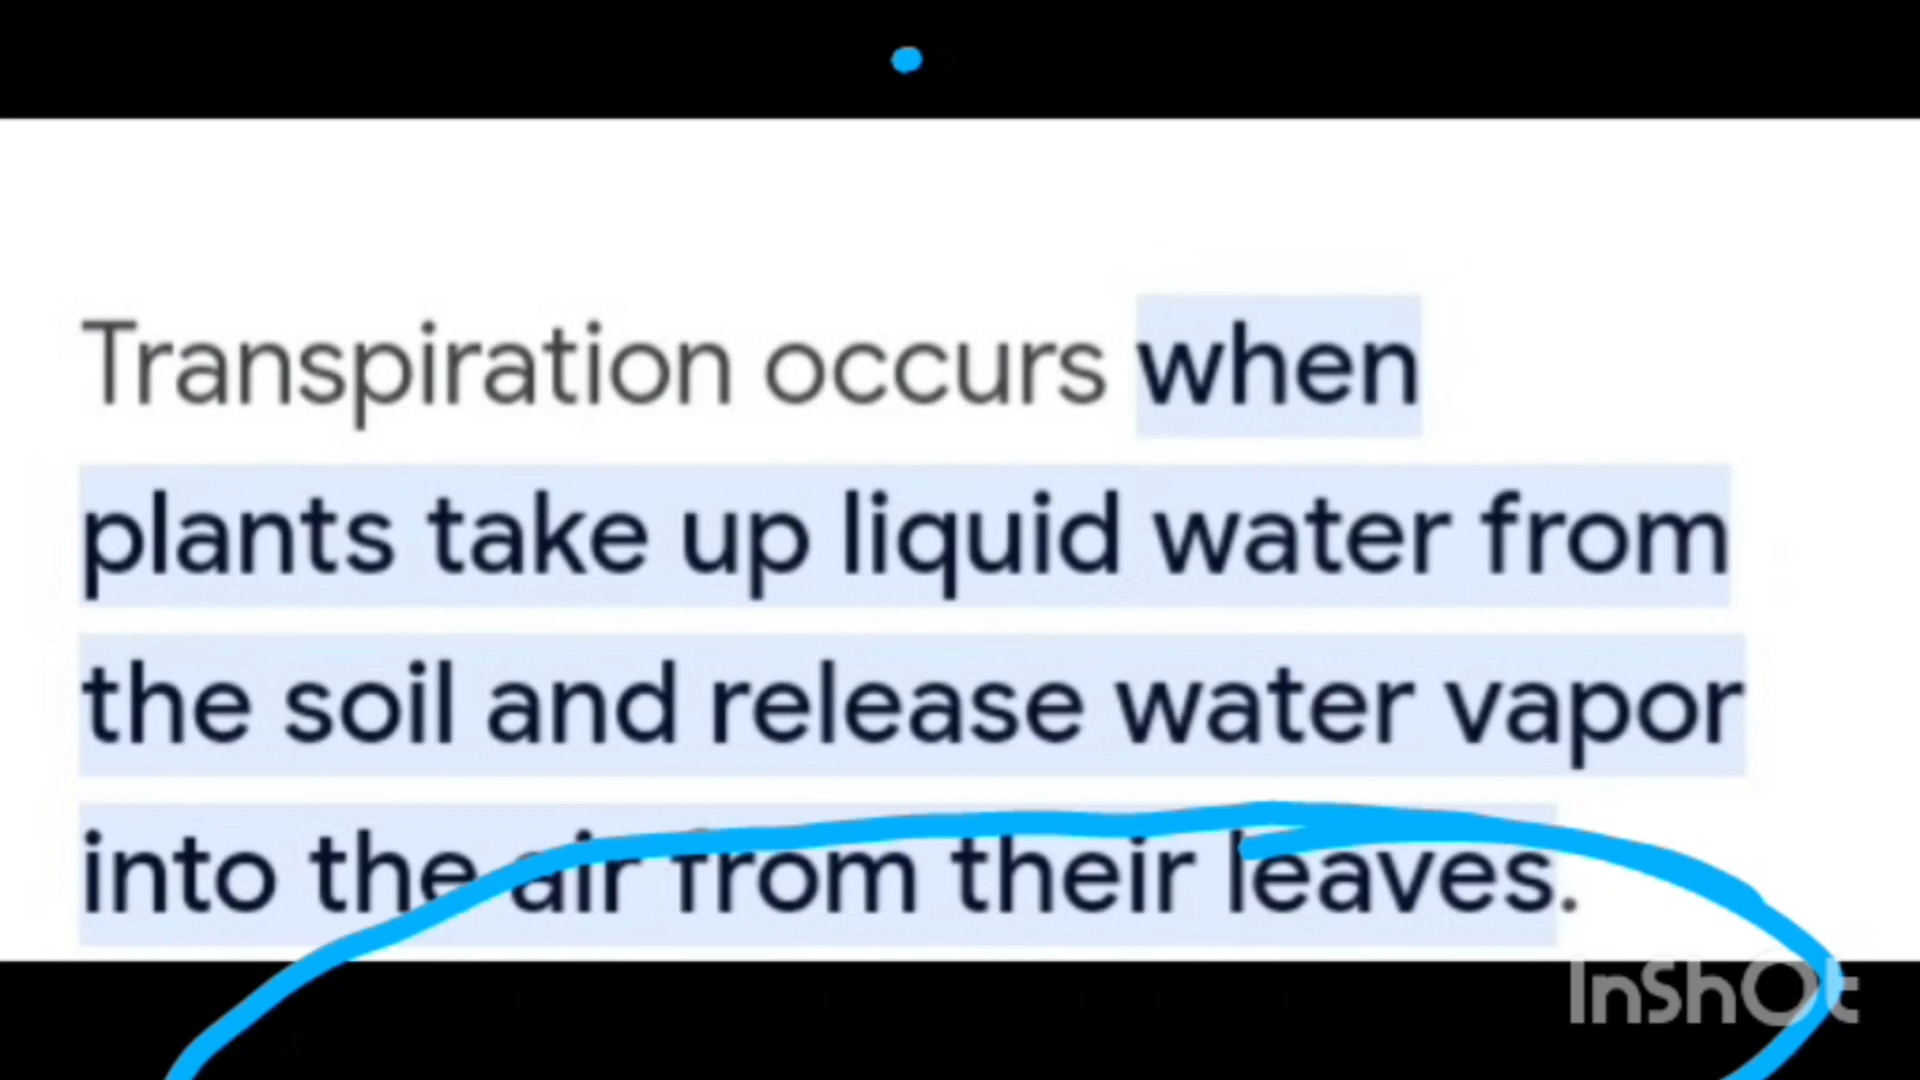 Transpiration occurs when
plants take up liquid water from
the soil and release water vapor
into the air from their leaves.
InShOt